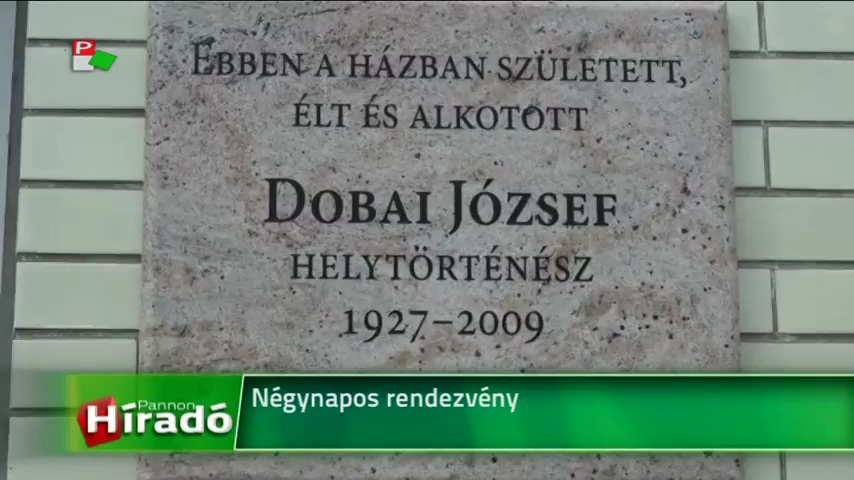 P
EBBEN A HÁZBAN SZÜLETETT,
ÉLT ÉS ALKOTOTT
DOBAI JÓZSEF
HELYTÖRTÉNÉSZ
1927–2009
Négynapos rendezvény
Pannon
Híradó